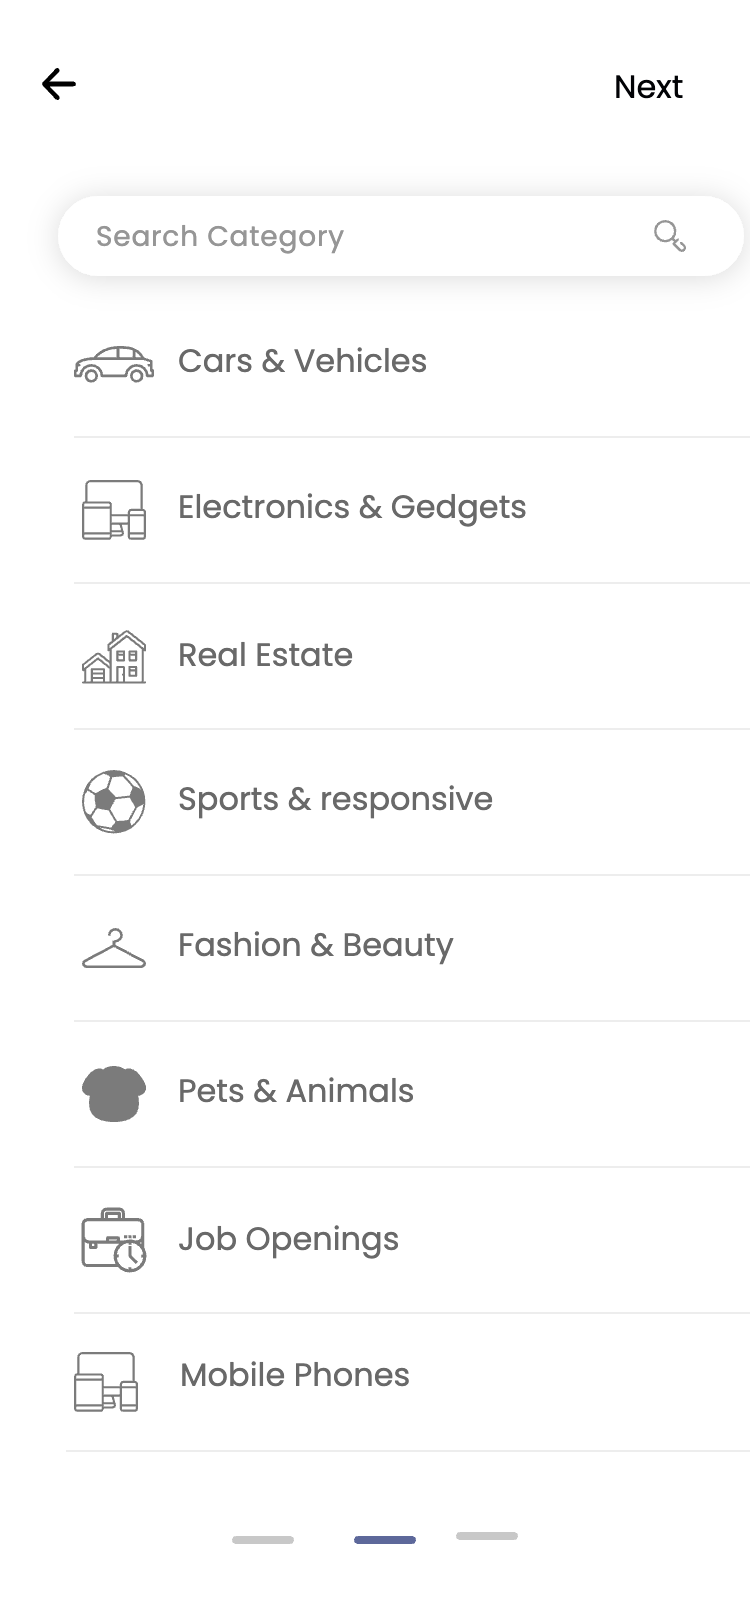 Next
Search Category
Cars & Vehicles
Electronics & Gedgets
Real Estate
Sports & responsive
Fashion & Beauty
Pets & Animals
Job Openings
Mobile Phones